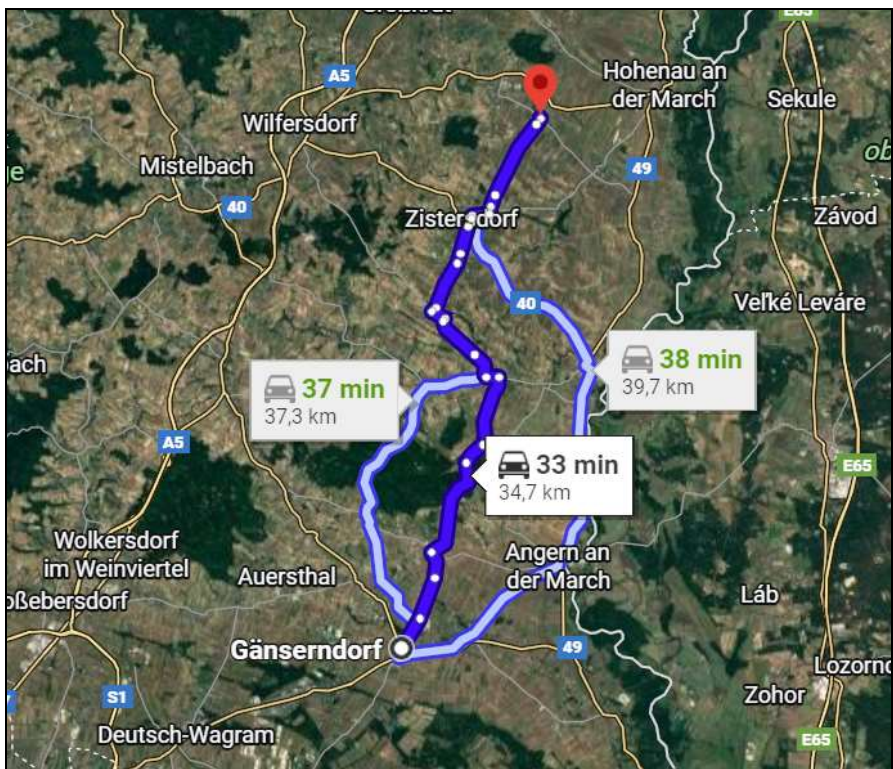 E65
Hohenau an
der March
A5
Sekule
Wilfersdorf
Mistelbach
49
40
Zistersdorf
Závod
40
Veľké Leváre
38 min
39,7 km
37 min
37,3 km
A5
33 min
34,7 km
E65
Wolkersdorf
im Weinviertel
Angern an
der March
Auersthal
Láb
Gänserndorf
49
S1
Zohor
Deutsch-Wagram
E65